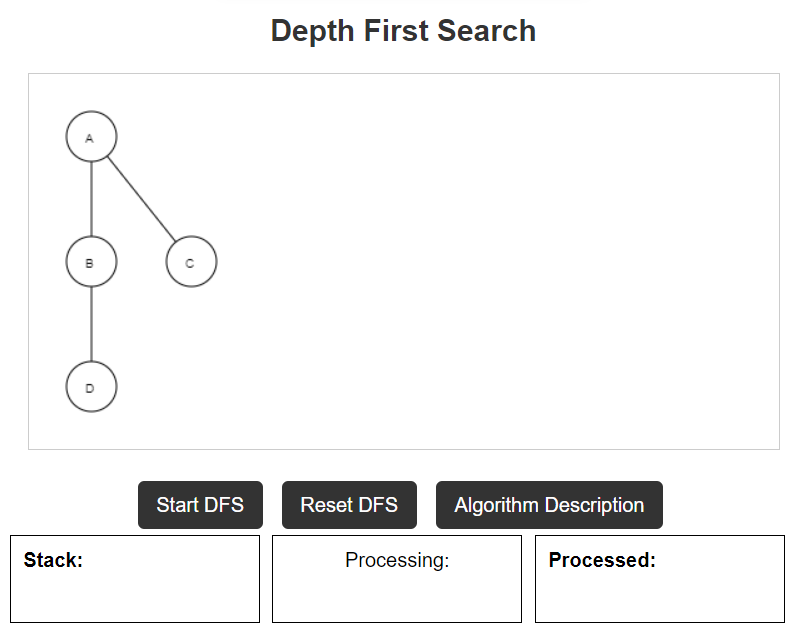 Depth First Search
A
B
C
D
Start DFS
Reset DFS
Algorithm Description
Stack:
Processing:
Processed: